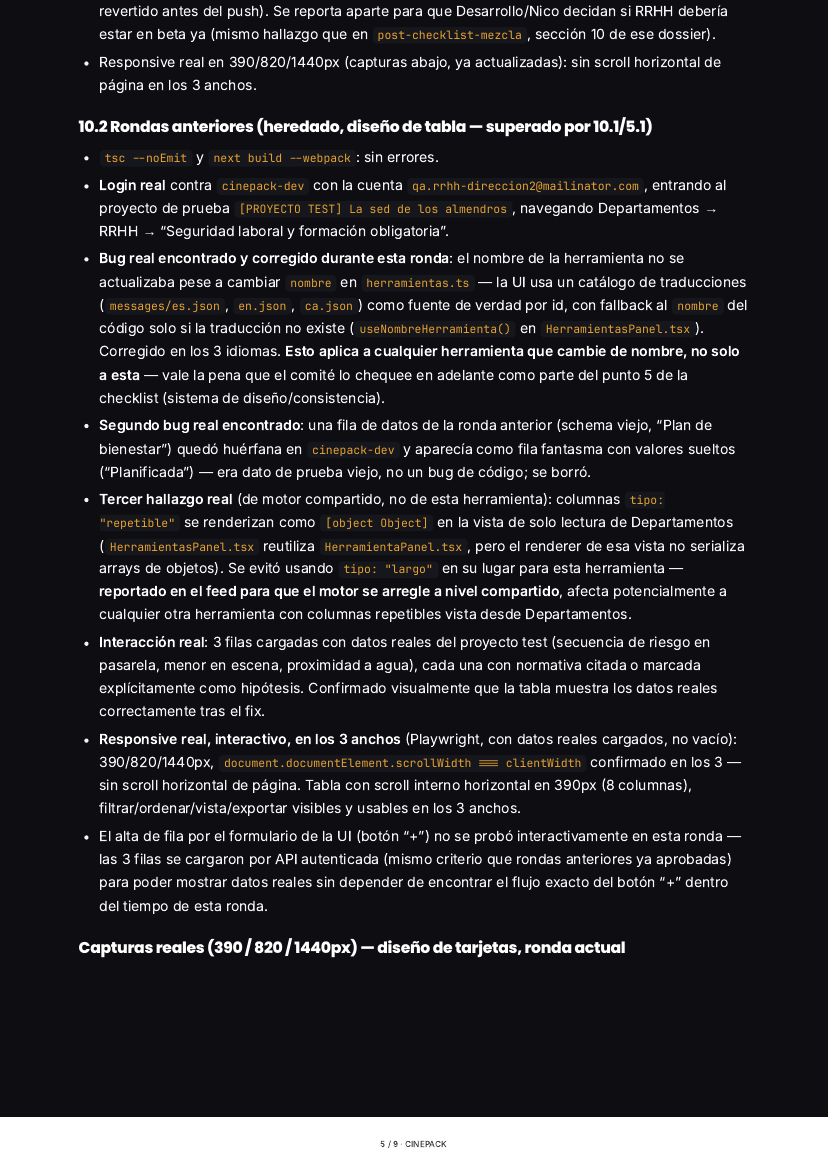 revertido antes del push). Se reporta aparte para que Desarrollo/Nico decidan si RRHH debería
estar en beta ya (mismo hallazgo que en post-checklist-mezcla, sección 10 de ese dossier).
• Responsive real en 390/820/1440px (capturas abajo, ya actualizadas): sin scroll horizontal de
página en los 3 anchos.
10.2 Rondas anteriores (heredado, diseño de tabla — superado por 10.1/5.1)
• tsc --noEmit y next build --webpack: sin errores.
• Login real contra cinepack-dev con la cuenta qa.rrhh-direccion2@mailinator.com, entrando al
proyecto de prueba [PROYECTO TEST] La sed de los almendros, navegando Departamentos →
RRHH → “Seguridad laboral y formación obligatoria”.
• Bug real encontrado y corregido durante esta ronda: el nombre de la herramienta no se
actualizaba pese a cambiar nombre en herramientas.ts — la UI usa un catálogo de traducciones
(messages/es.json, en.json, ca.json) como fuente de verdad por id, con fallback al nombre del
código solo si la traducción no existe (useNombreHerramienta() en HerramientasPanel.tsx).
Corregido en los 3 idiomas. Esto aplica a cualquier herramienta que cambie de nombre, no solo
a esta — vale la pena que el comité lo chequee en adelante como parte del punto 5 de la
checklist (sistema de diseño/consistencia).
• Segundo bug real encontrado: una fila de datos de la ronda anterior (schema viejo, “Plan de
bienestar”) quedó huérfana en cinepack-dev y aparecía como fila fantasma con valores sueltos
(“Planificada”) — era dato de prueba viejo, no un bug de código; se borró.
• Tercer hallazgo real (de motor compartido, no de esta herramienta): columnas tipo:
"repetible" se renderizan como [object Object] en la vista de solo lectura de Departamentos
(HerramientasPanel.tsx reutiliza HerramientaPanel.tsx, pero el renderer de esa vista no serializa
arrays de objetos). Se evitó usando tipo: "largo" en su lugar para esta herramienta —
reportado en el feed para que el motor se arregle a nivel compartido, afecta potencialmente a
cualquier otra herramienta con columnas repetibles vista desde Departamentos.
• Interacción real: 3 filas cargadas con datos reales del proyecto test (secuencia de riesgo en
pasarela, menor en escena, proximidad a agua), cada una con normativa citada o marcada
explícitamente como hipótesis. Confirmado visualmente que la tabla muestra los datos reales
correctamente tras el fix.
• Responsive real, interactivo, en los 3 anchos (Playwright, con datos reales cargados, no vacío):
390/820/1440px, document.documentElement.scrollWidth === clientWidth confirmado en los 3 —
sin scroll horizontal de página. Tabla con scroll interno horizontal en 390px (8 columnas),
filtrar/ordenar/vista/exportar visibles y usables en los 3 anchos.
• El alta de fila por el formulario de la UI (botón “+”) no se probó interactivamente en esta ronda —
las 3 filas se cargaron por API autenticada (mismo criterio que rondas anteriores ya aprobadas)
para poder mostrar datos reales sin depender de encontrar el flujo exacto del botón “+” dentro
del tiempo de esta ronda.
Capturas reales (390 / 820 / 1440px) — diseño de tarjetas, ronda actual
5 / 9 · CINEPACK